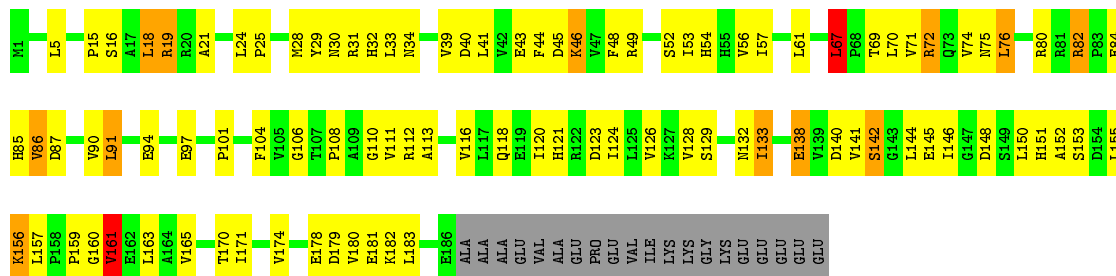 M1 L5 P15 S16 A17 L18 R19 R20 A21 L24 P25 M28 Y29 N30 R31 H32 L33 N34 V39 D40 L41 V42 E43 F44 D45 K46 V47 F48 R49 S52 I53 H54 H55 V56 I57 L61 L67 P68 T69 L70 V71 R72 Q73 V74 N75 L76 R80 R81 R82 P83
H85 V86 D87 V90 L91 E94 E97 P101 F104 V105 G106 T107 P108 A109 G110 V111 R112 A113 V116 L117 Q118 E119 I120 H121 R122 D123 I124 L125 V126 K127 V128 S129 N132 I133 E138 V139 D140 V141 S142 G143 L144 E145 I146 G147 D148 S149 L150 H151 A152 S153 D154 L155
K156 L157 P158 P159 G160 V161 E162 L163 A164 V165 T170 I171 V174 E178 D179 V180 E181 K182 L183 E186 ALA ALA ALA GLU VAL ALA GLU PRO GLU VAL ILE LYS LYS GLY LYS GLU GLU GLU GLU GLU